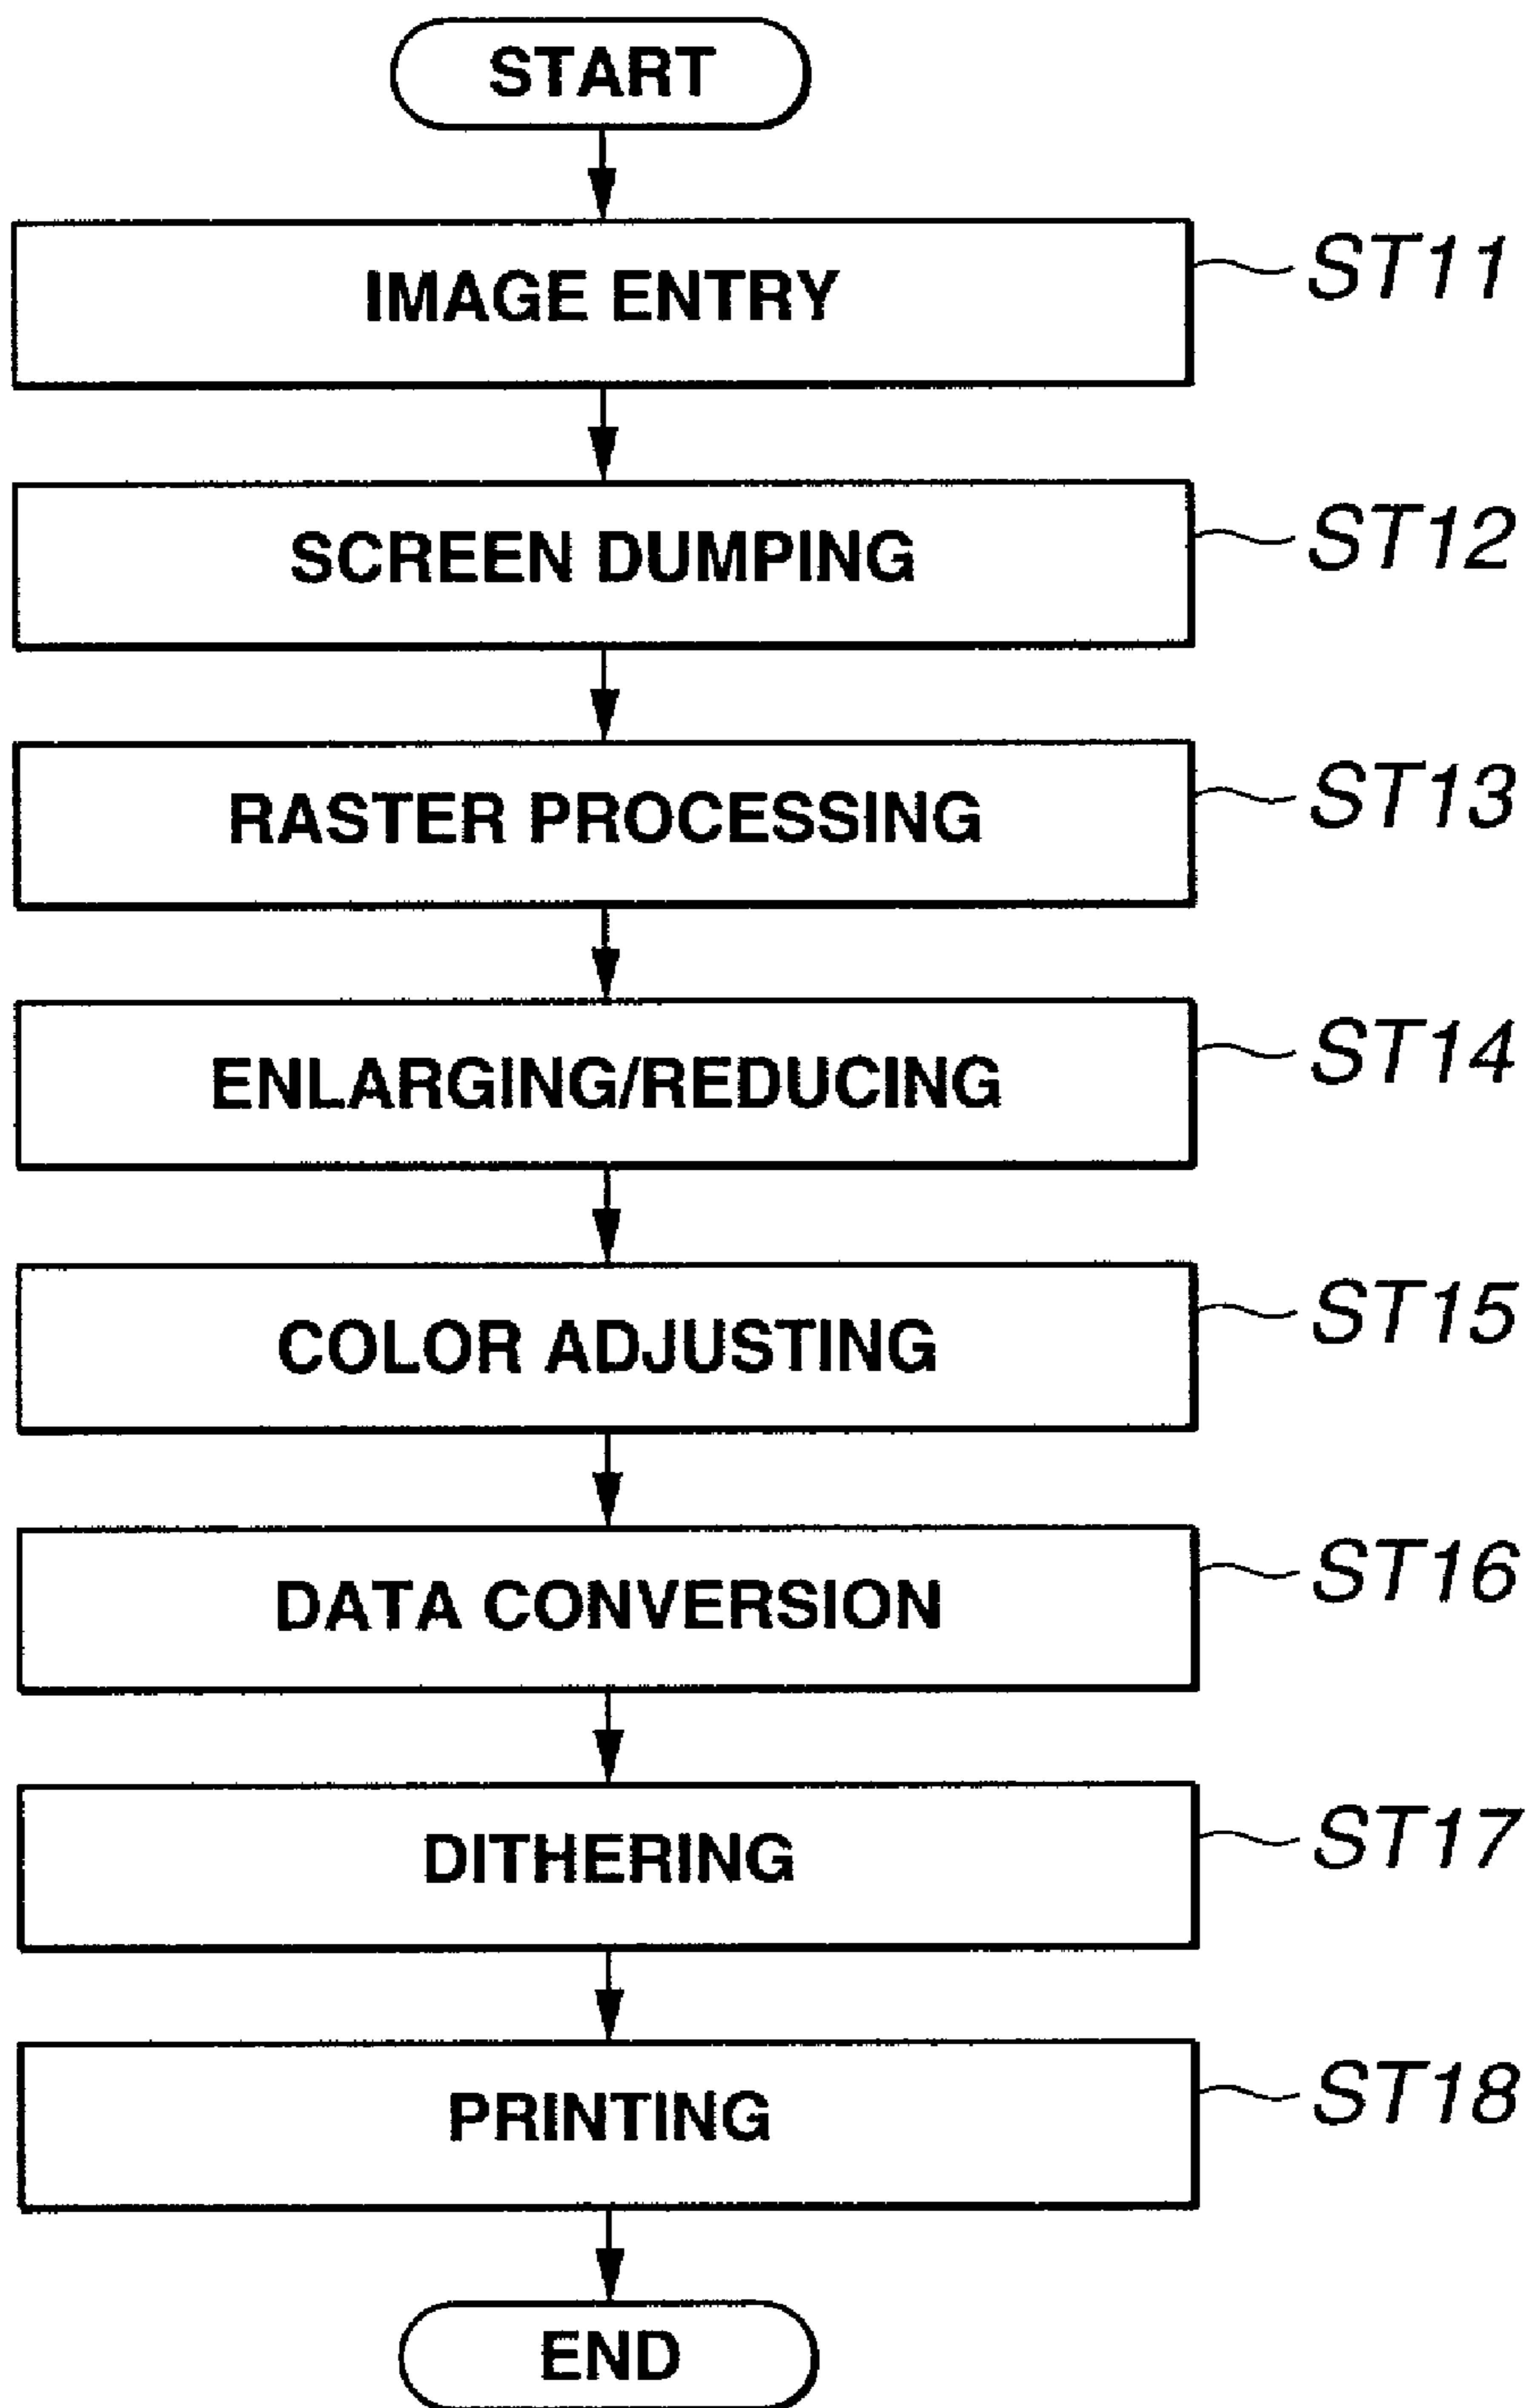 START
IMAGE ENTRY ST11
SCREEN DUMPING ST12
RASTER PROCESSING ST13
ENLARGING/REDUCING ST14
COLOR ADJUSTING ST15
DATA CONVERSION ST16
DITHERING ST17
PRINTING ST18
END